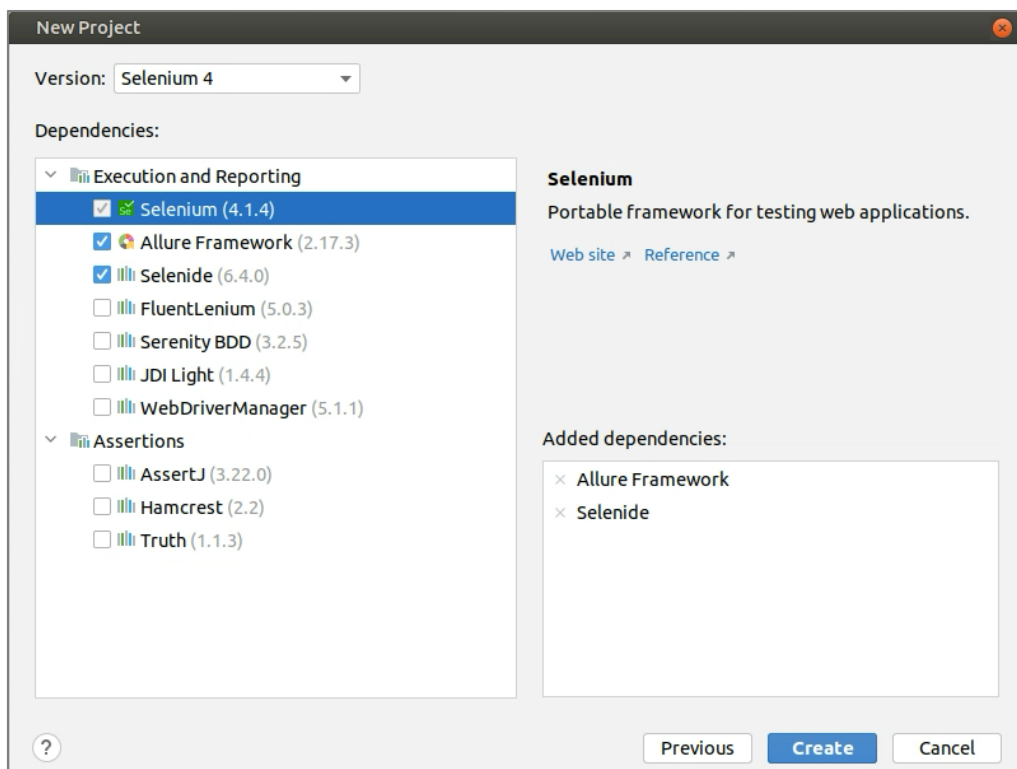 New Project
Version: Selenium 4
Dependencies:
Execution and Reporting
Selenium (4.1.4)
Allure Framework (2.17.3)
Selenide (6.4.0)
FluentLenium (5.0.3)
Serenity BDD (3.2.5)
JDI Light (1.4.4)
WebDriverManager (5.1.1)
Assertions
AssertJ (3.22.0)
Hamcrest (2.2)
Truth (1.1.3)
Selenium
Portable framework for testing web applications.
Web site Reference
Added dependencies:
Allure Framework
Selenide
? Previous Create Cancel